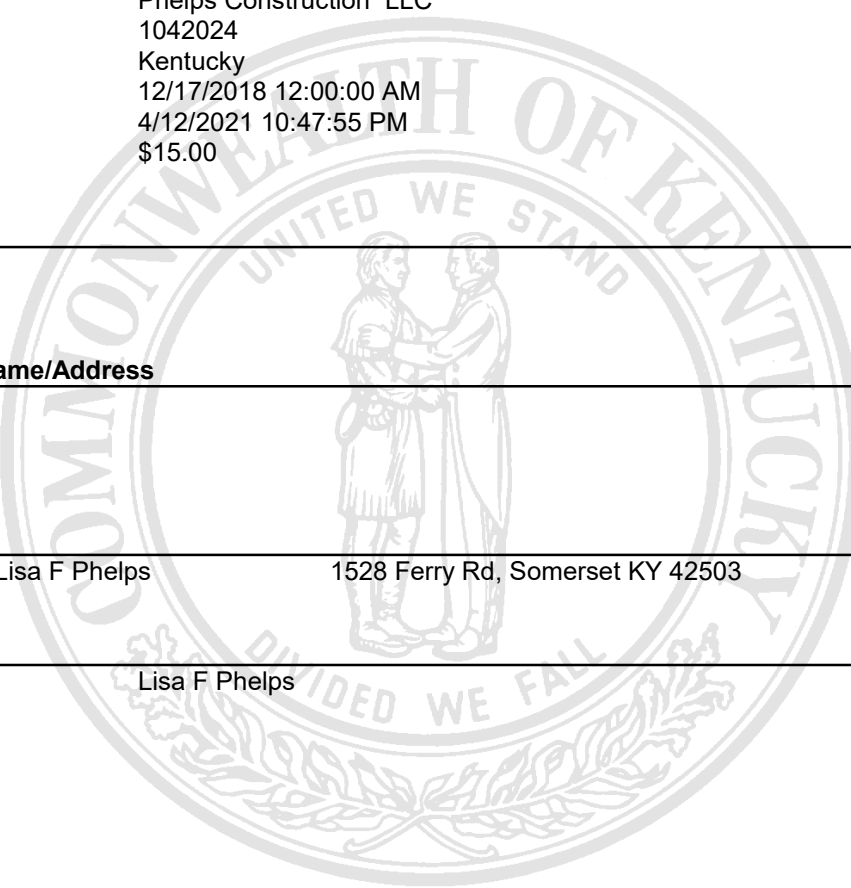 Phelps Construction LLC
1042024
Kentucky
12/17/2018 12:00:00 AM
4/12/2021 10:47:55 PM
$15.00
COMMONWEALTH OF KENTUCKY
UNITED WE STAND
ame/Address
Lisa F Phelps 1528 Ferry Rd, Somerset KY 42503
Lisa F Phelps
DIVIDED WE FALL